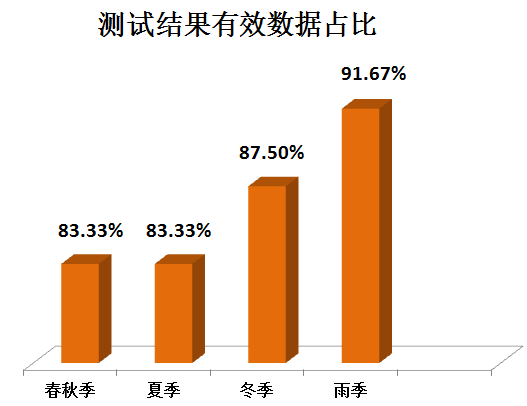 测试结果有效数据占比
91.67%
87.50%
83.33% 83.33%
春秋季 夏季 冬季 雨季